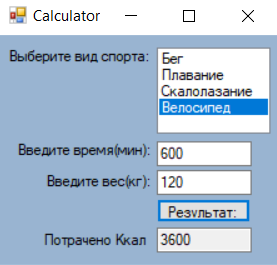 Calculator
Выберите вид спорта:
Бег
Плавание
Скалолазание
Велосипед
Введите время(мин): 600
Введите вес(кг): 120
Результат:
Потрачено Ккал 3600